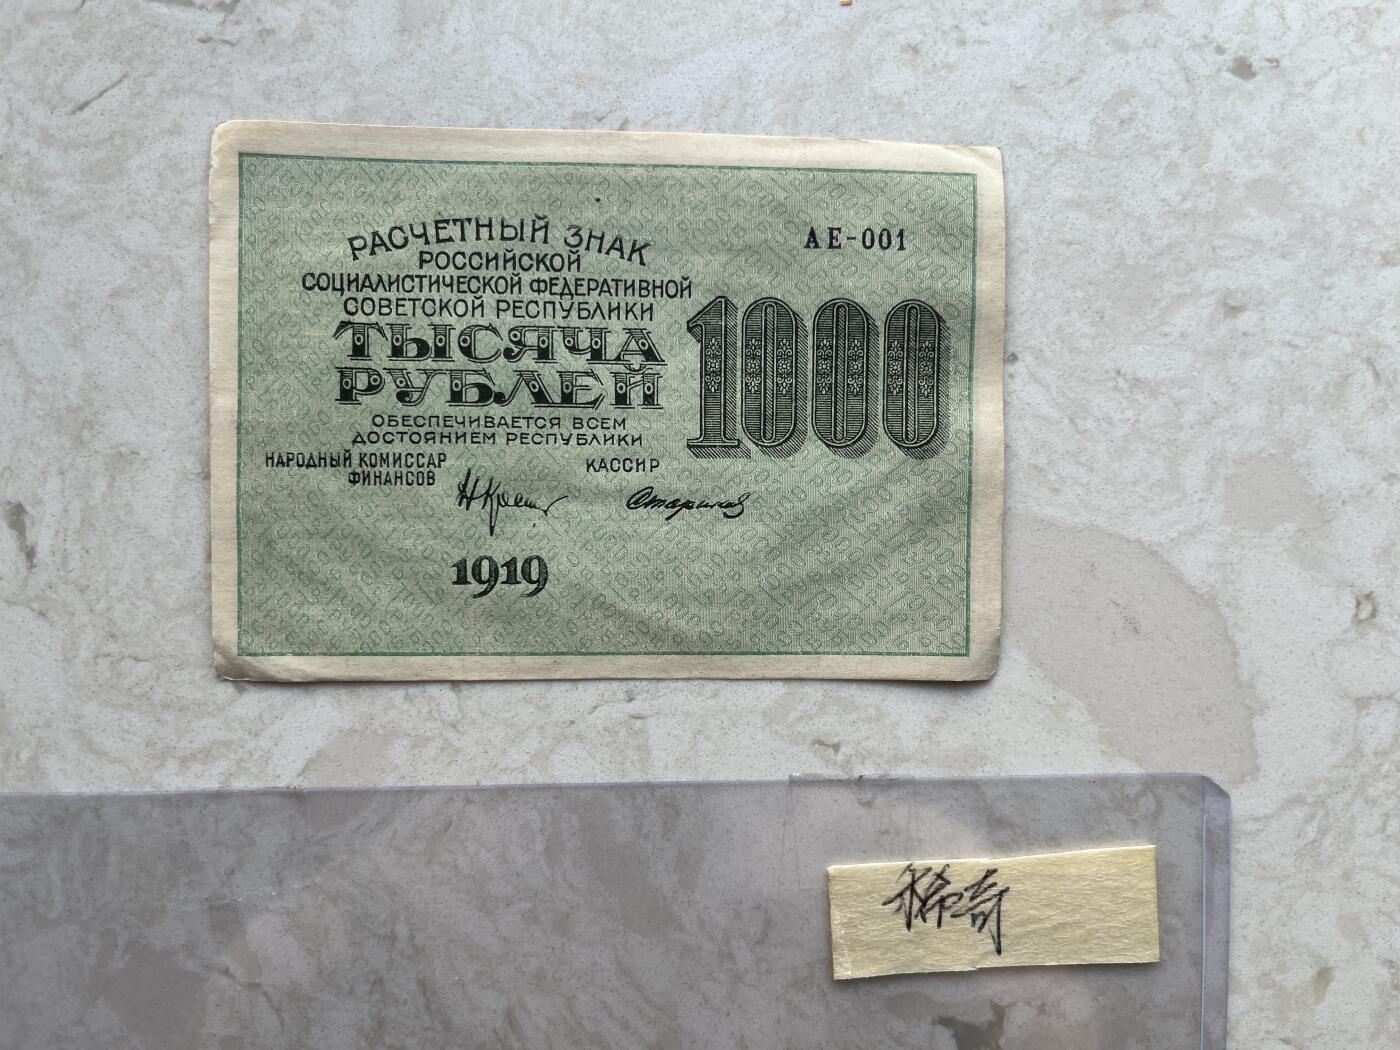 РАСЧЕТНЫЙ ЗНАК
РОССИЙСКОЙ
СОЦИАЛИСТИЧЕСКОЙ ФЕДЕРАТИВНОЙ
СОВЕТСКОЙ РЕСПУБЛИКИ
ТЫСЯЧА
РУБЛЕЙ
ОБЕСПЕЧИВАЕТСЯ ВСЕМ
ДОСТОЯНИЕМ РЕСПУБЛИКИ
НАРОДНЫЙ КОМИССАР
ФИНАНСОВ
КАССИР
1919
АЕ-001
1000
稀奇